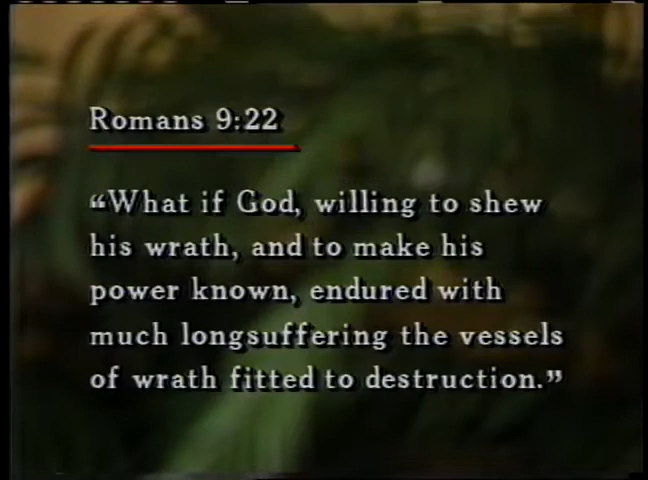 Romans 9:22
“What if God, willing to shew
his wrath, and to make his
power known, endured with
much longsuffering the vessels
of wrath fitted to destruction.”